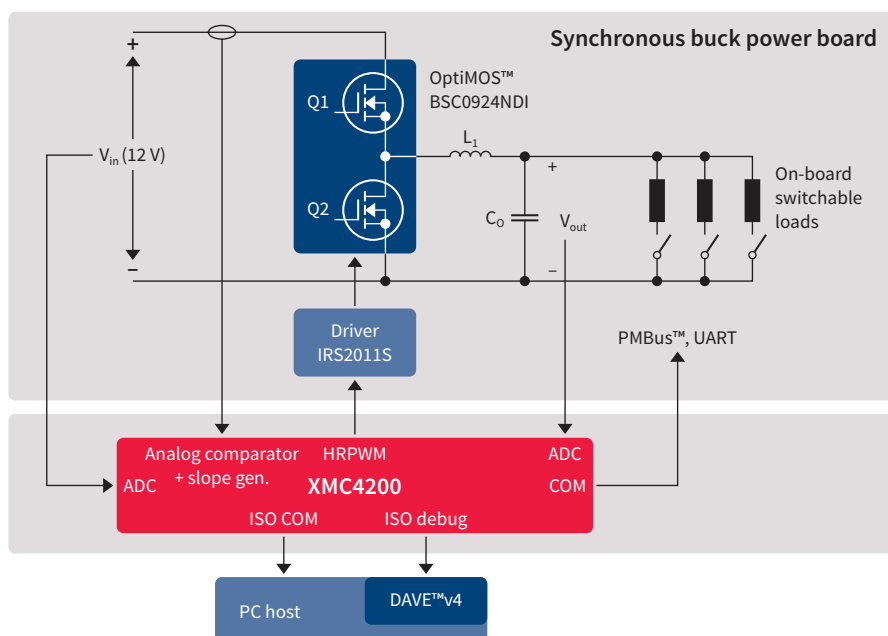 Synchronous buck power board
+
OptiMOS™
BSC0924NDI
Q1
L1
Vin (12 V)
+
On-board
switchable
loads
Q2
CO
Vout
–
–
Driver
IRS2011S
PMBus™, UART
Analog comparator
+ slope gen.
HRPWM
ADC
ADC
XMC4200
COM
ISO COM
ISO debug
DAVE™v4
PC host